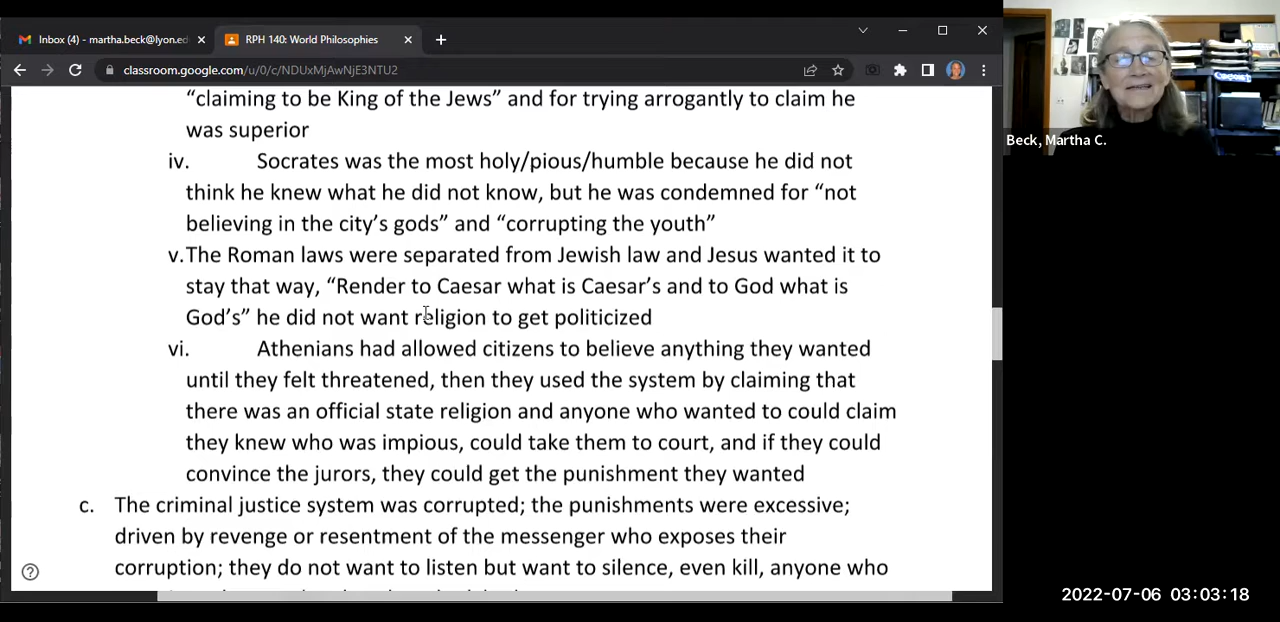 Inbox (4) - martha.beck@lyon.ed
RPH 140: World Philosophies
classroom.google.com/u/0/c/NDUxMjAwNjE3NTU2
“claiming to be King of the Jews” and for trying arrogantly to claim he
was superior
iv. Socrates was the most holy/pious/humble because he did not
think he knew what he did not know, but he was condemned for “not
believing in the city’s gods” and “corrupting the youth”
v. The Roman laws were separated from Jewish law and Jesus wanted it to
stay that way, “Render to Caesar what is Caesar’s and to God what is
God’s” he did not want religion to get politicized
vi. Athenians had allowed citizens to believe anything they wanted
until they felt threatened, then they used the system by claiming that
there was an official state religion and anyone who wanted to could claim
they knew who was impious, could take them to court, and if they could
convince the jurors, they could get the punishment they wanted
c. The criminal justice system was corrupted; the punishments were excessive;
driven by revenge or resentment of the messenger who exposes their
corruption; they do not want to listen but want to silence, even kill, anyone who
Beck, Martha C.
2022-07-06 03:03:18